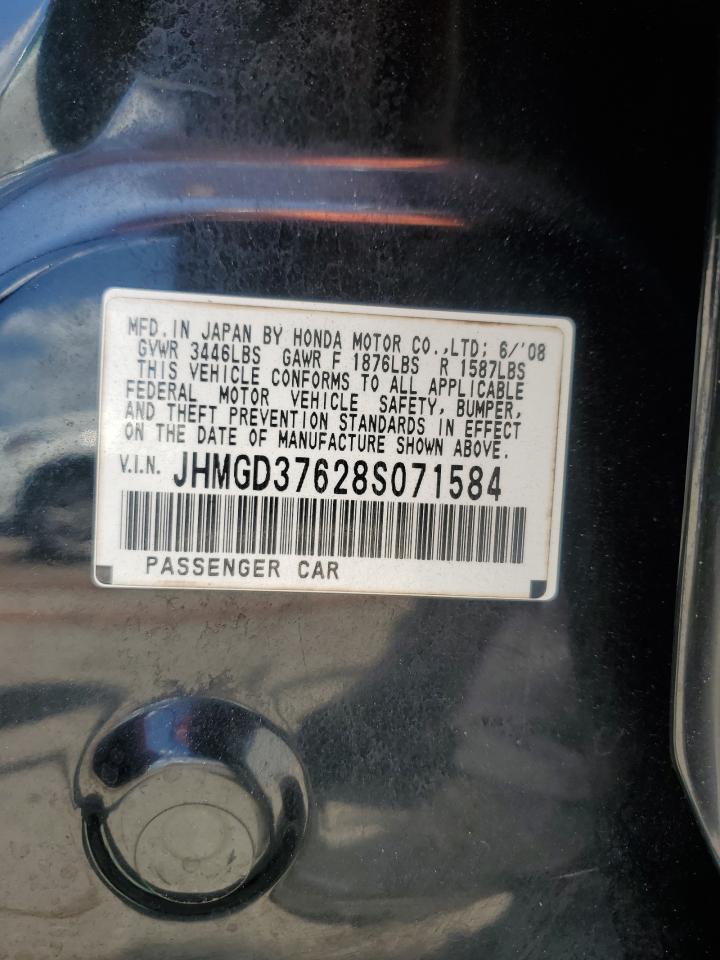 MFD. IN JAPAN BY HONDA MOTOR CO.,LTD; 6/'08
GVWR 3446LBS GAWR F 1876LBS R 1587LBS
THIS VEHICLE CONFORMS TO ALL APPLICABLE
FEDERAL MOTOR VEHICLE SAFETY, BUMPER,
AND THEFT PREVENTION STANDARDS IN EFFECT
ON THE DATE OF MANUFACTURE SHOWN ABOVE.
V.I.N. JHMGD37628S071584
PASSENGER CAR